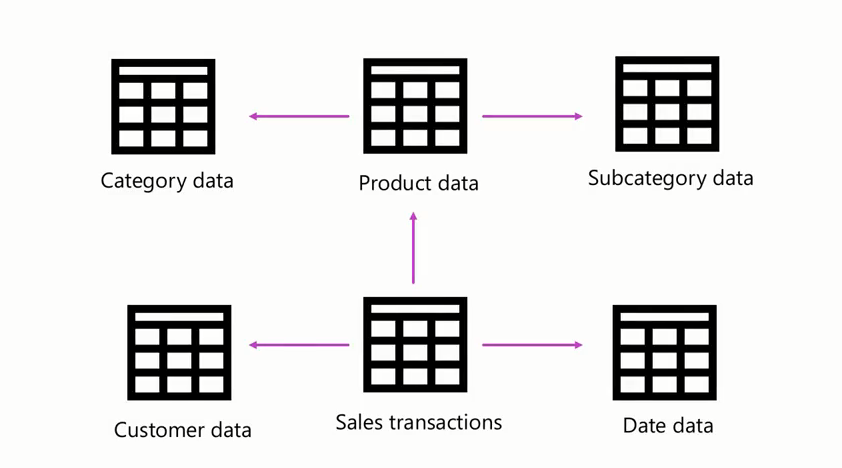 Category data
Product data
Subcategory data
Customer data
Sales transactions
Date data